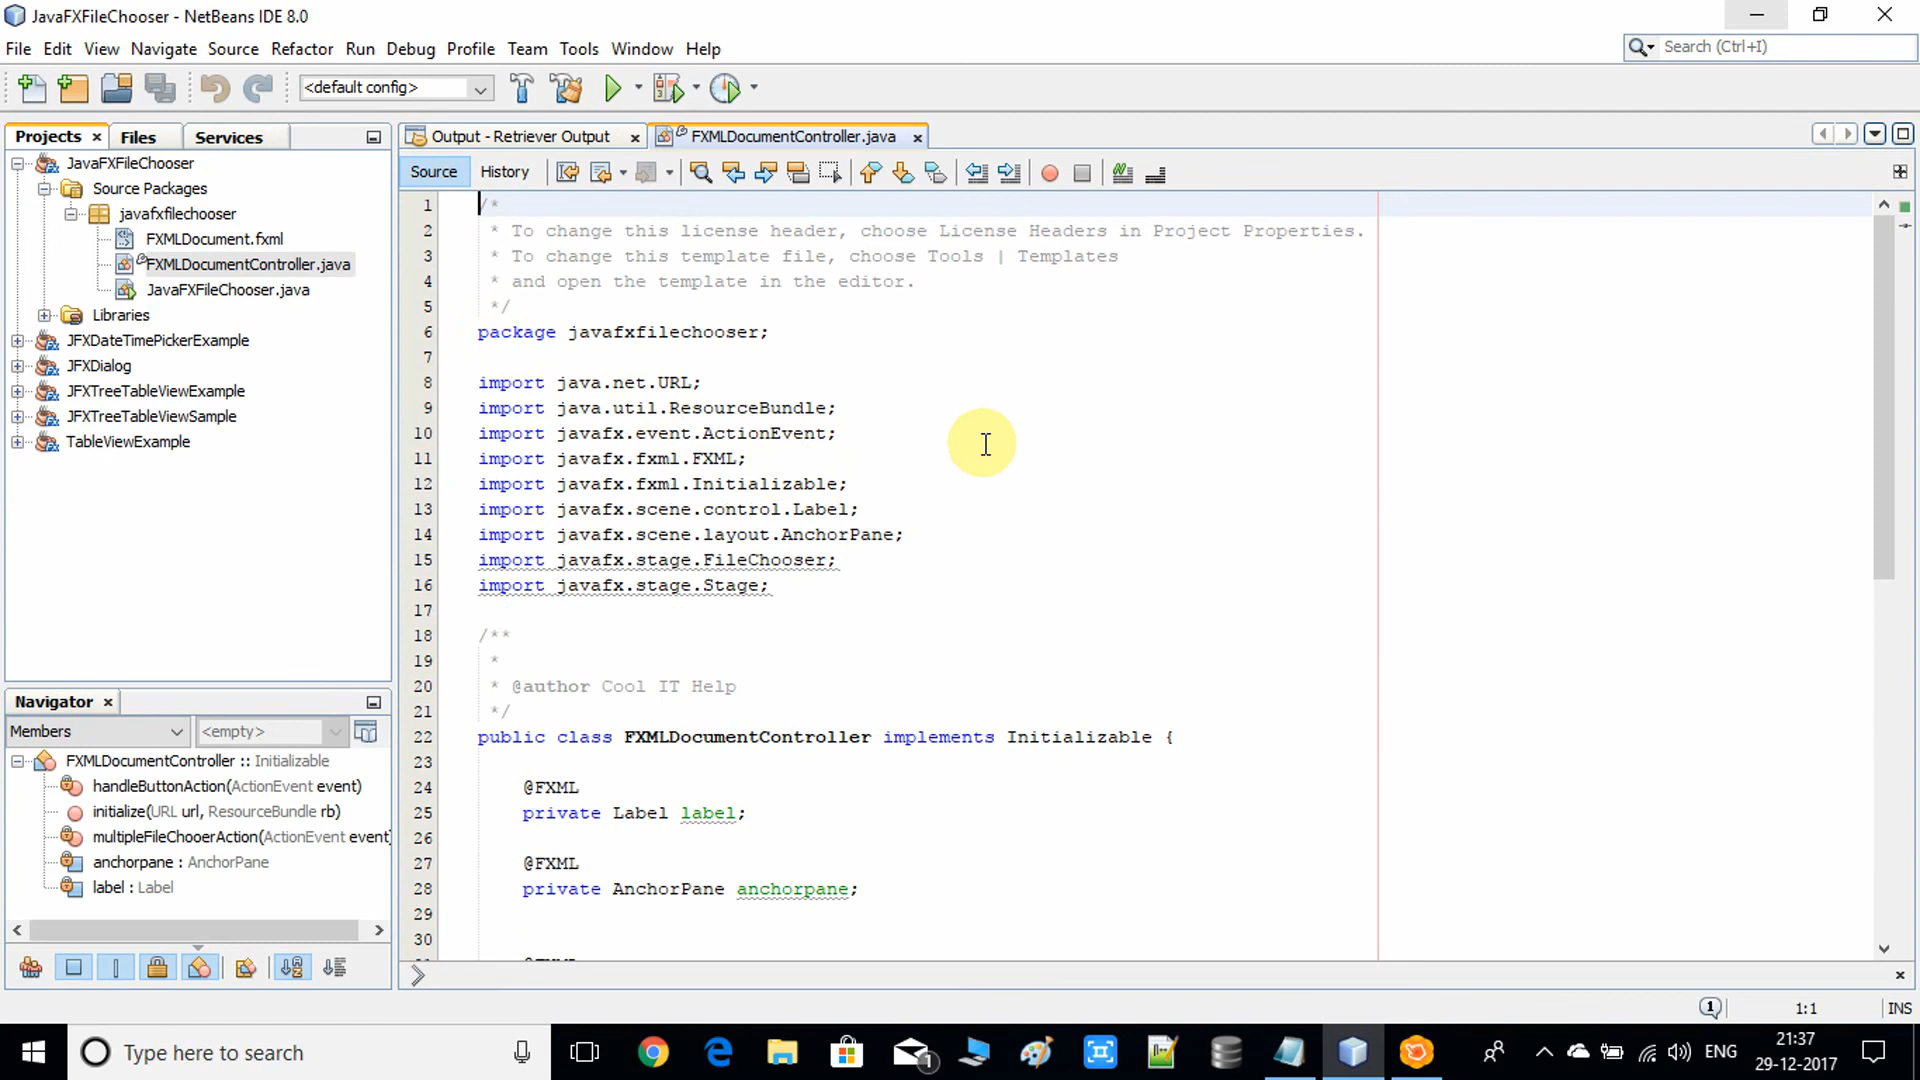 JavaFXFileChooser - NetBeans IDE 8.0
File Edit View Navigate Source Refactor Run Debug Profile Team Tools Window Help
Search (Ctrl+I)
<default config>
Projects Files Services
Output - Retriever Output FXMLDocumentController.java
Source History
JavaFXFileChooser
Source Packages
javafxfilechooser
FXMLDocument.fxml
FXMLDocumentController.java
JavaFXFileChooser.java
Libraries
JFXDateTimePickerExample
JFXDialog
JFXTreeTableViewExample
JFXTreeTableViewSample
TableViewExample
Navigator
Members <empty>
FXMLDocumentController :: Initializable
handleButtonAction(ActionEvent event)
initialize(URL url, ResourceBundle rb)
multipleFileChooerAction(ActionEvent event)
anchorpane : AnchorPane
label : Label
1 /*
2 * To change this license header, choose License Headers in Project Properties.
3 * To change this template file, choose Tools | Templates
4 * and open the template in the editor.
5 */
6 package javafxfilechooser;
7
8 import java.net.URL;
9 import java.util.ResourceBundle;
10 import javafx.event.ActionEvent;
11 import javafx.fxml.FXML;
12 import javafx.fxml.Initializable;
13 import javafx.scene.control.Label;
14 import javafx.scene.layout.AnchorPane;
15 import javafx.stage.FileChooser;
16 import javafx.stage.Stage;
17
18 /**
19 *
20 * @author Cool IT Help
21 */
22 public class FXMLDocumentController implements Initializable {
23
24 @FXML
25 private Label label;
26
27 @FXML
28 private AnchorPane anchorpane;
29
30
1:1 INS
Type here to search
1
ENG
21:37
29-12-2017